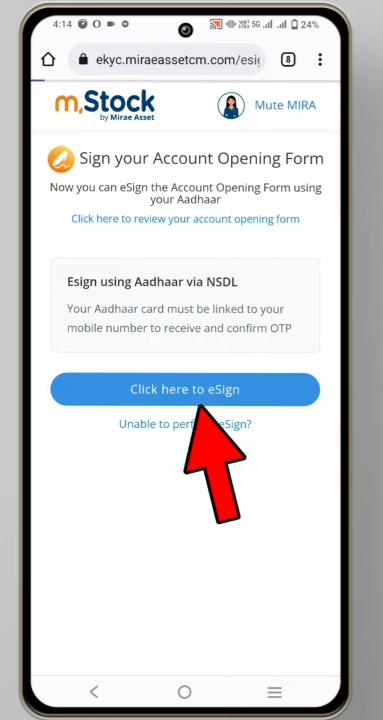 4:14
5G
24%
ekyc.miraeassetcm.com/esig
8
m.Stock
by Mirae Asset
Mute MIRA
Sign your Account Opening Form
Now you can eSign the Account Opening Form using
your Aadhaar
Click here to review your account opening form
Esign using Aadhaar via NSDL
Your Aadhaar card must be linked to your
mobile number to receive and confirm OTP
Click here to eSign
Unable to perf eSign?